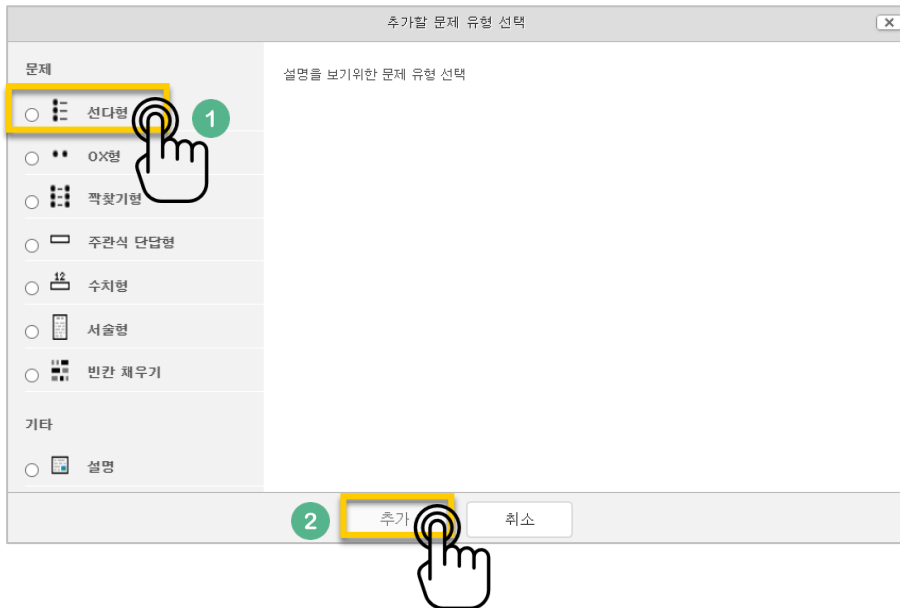 추가할 문제 유형 선택
문제
설명을 보기위한 문제 유형 선택
선다형
1
OX형
짝찾기형
주관식 단답형
12
수치형
서술형
빈칸 채우기
기타
설명
2
추가
취소